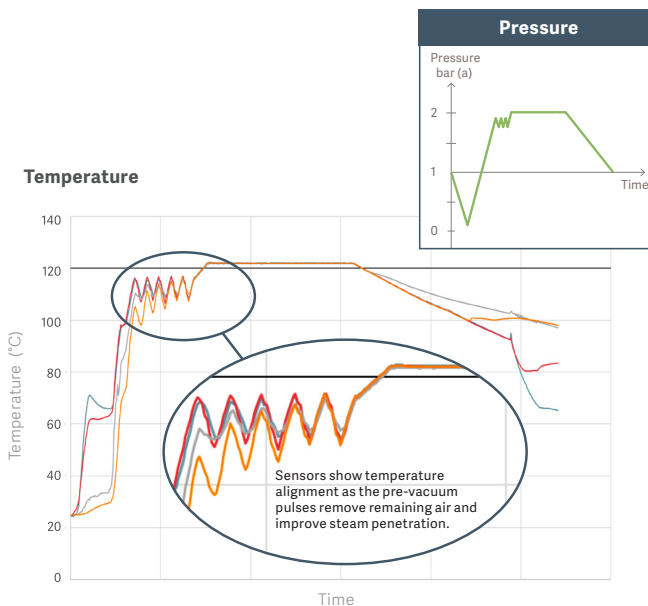 Pressure
Pressure
bar (a)
2
1
0
Time
Temperature
140
120
100
80
60
40
20
0
Temperature (°C)
Sensors show temperature
alignment as the pre-vacuum
pulses remove remaining air and
improve steam penetration.
Time